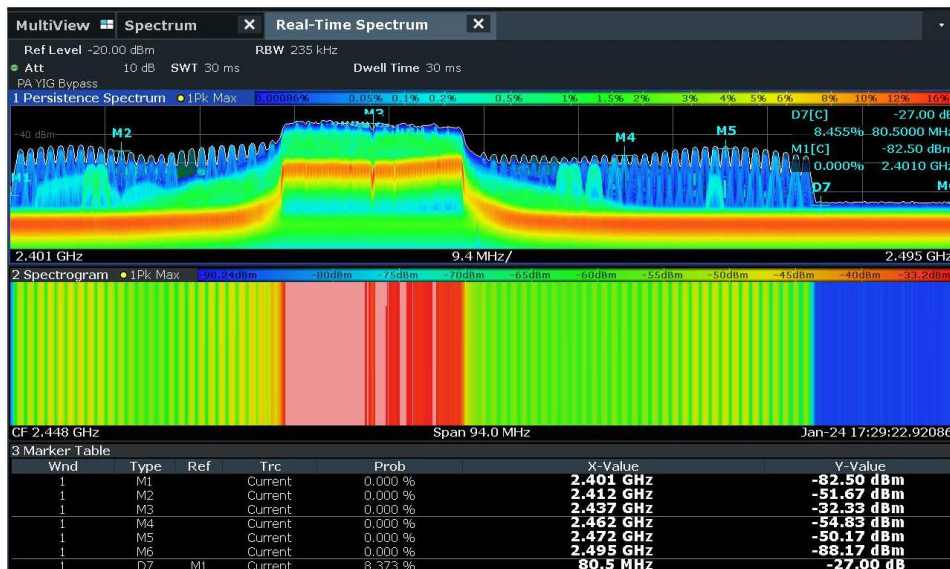 MultiView Spectrum X Real-Time Spectrum X
Ref Level -20.00 dBm RBW 235 kHz
Att 10 dB SWT 30 ms Dwell Time 30 ms
PA YIG Bypass
1 Persistence Spectrum 1Pk Max 0.00086% 0.05% 0.1% 0.2% 0.5% 1% 1.5% 2% 3% 4% 5% 6% 8% 10% 12% 16%
D7[C] -27.00 dB
8.455% 80.5000 MHz
M1[C] -82.50 dBm
0.000% 2.4010 GHz
-40 dBm M2 M3 M4 M5
M1 D7 M6
2.401 GHz 9.4 MHz/ 2.495 GHz
2 Spectrogram 1Pk Max -90.24dBm -80dBm -75dBm -70dBm -65dBm -60dBm -55dBm -50dBm -45dBm -40dBm -33.2dBm
CF 2.448 GHz Span 94.0 MHz Jan-24 17:29:22.92086
3 Marker Table
Wnd Type Ref Trc Prob X-Value Y-Value
1 M1 Current 0.000 % 2.401 GHz -82.50 dBm
1 M2 Current 0.000 % 2.412 GHz -51.67 dBm
1 M3 Current 0.000 % 2.437 GHz -32.33 dBm
1 M4 Current 0.000 % 2.462 GHz -54.83 dBm
1 M5 Current 0.000 % 2.472 GHz -50.17 dBm
1 M6 Current 0.000 % 2.495 GHz -88.17 dBm
1 D7 M1 Current 8.373 % 80.5 MHz -27.00 dB